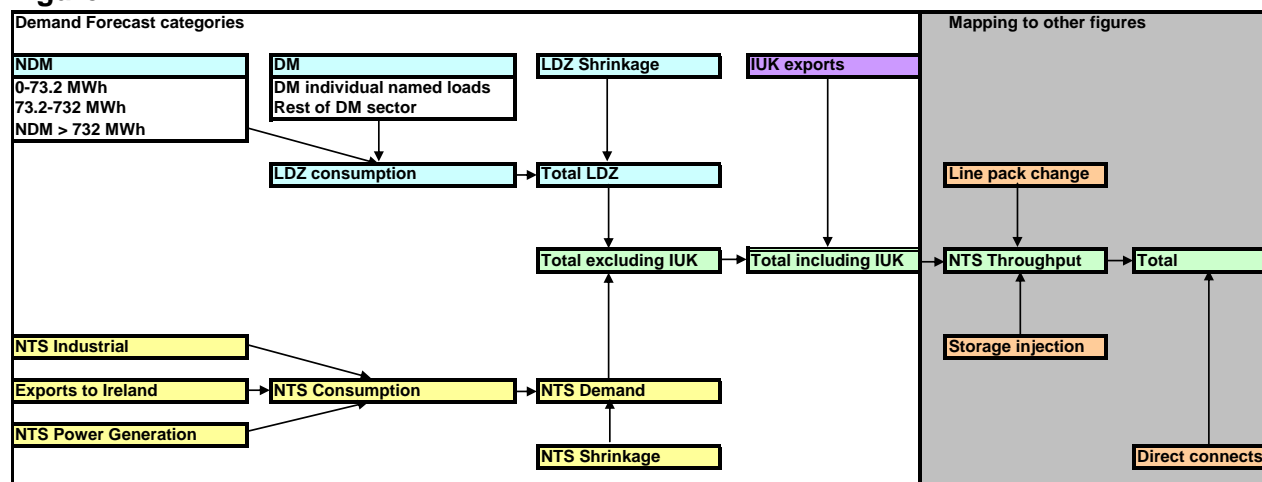 Demand Forecast categories
Mapping to other figures
NDM
DM
LDZ Shrinkage
IUK exports
0-73.2 MWh
73.2-732 MWh
NDM > 732 MWh
DM individual named loads
Rest of DM sector
LDZ consumption
Total LDZ
Line pack change
Total excluding IUK
Total including IUK
NTS Throughput
Total
NTS Industrial
Storage injection
Exports to Ireland
NTS Consumption
NTS Demand
NTS Power Generation
NTS Shrinkage
Direct connects